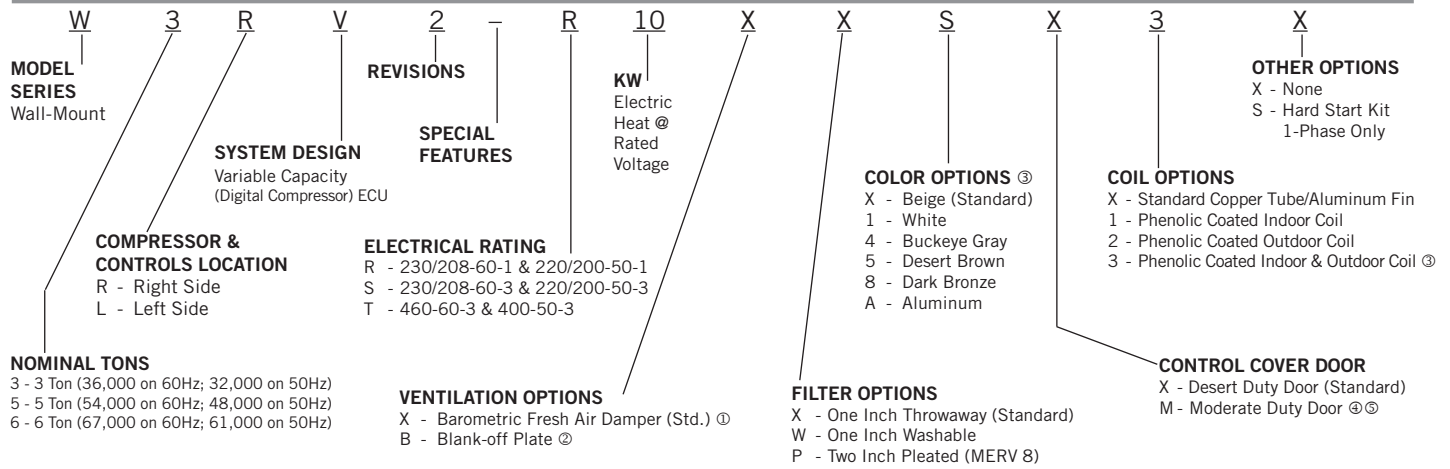 W 3 R V 2 – R 10 X X S X 3 X
MODEL
SERIES
Wall-Mount
REVISIONS
KW
Electric
Heat @
Rated
Voltage
OTHER OPTIONS
X - None
S - Hard Start Kit
1-Phase Only
SPECIAL
FEATURES
SYSTEM DESIGN
Variable Capacity
(Digital Compressor) ECU
COLOR OPTIONS ③
X - Beige (Standard)
1 - White
4 - Buckeye Gray
5 - Desert Brown
8 - Dark Bronze
A - Aluminum
COIL OPTIONS
X - Standard Copper Tube/Aluminum Fin
1 - Phenolic Coated Indoor Coil
2 - Phenolic Coated Outdoor Coil
3 - Phenolic Coated Indoor & Outdoor Coil ③
COMPRESSOR &
CONTROLS LOCATION
R - Right Side
L - Left Side
ELECTRICAL RATING
R - 230/208-60-1 & 220/200-50-1
S - 230/208-60-3 & 220/200-50-3
T - 460-60-3 & 400-50-3
NOMINAL TONS
3 - 3 Ton (36,000 on 60Hz; 32,000 on 50Hz)
5 - 5 Ton (54,000 on 60Hz; 48,000 on 50Hz)
6 - 6 Ton (67,000 on 60Hz; 61,000 on 50Hz)
VENTILATION OPTIONS
X - Barometric Fresh Air Damper (Std.) ①
B - Blank-off Plate ②
FILTER OPTIONS
X - One Inch Throwaway (Standard)
W - One Inch Washable
P - Two Inch Pleated (MERV 8)
CONTROL COVER DOOR
X - Desert Duty Door (Standard)
M - Moderate Duty Door ④⑤